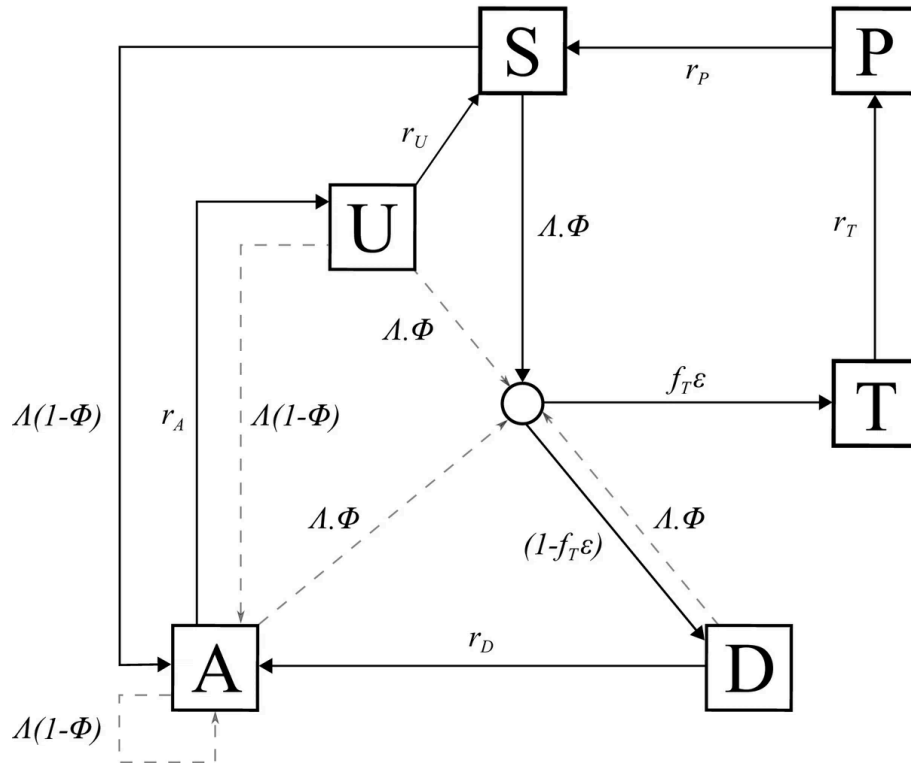 S
P
r_P
r_U
U
Λ.Φ
r_T
Λ.Φ
f_Tε
T
Λ(1-Φ)
r_A
Λ(1-Φ)
Λ.Φ
Λ.Φ
(1-f_Tε)
r_D
A
D
Λ(1-Φ)